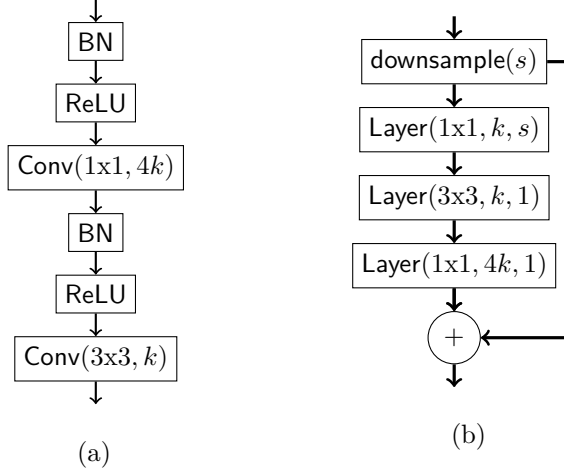 BN
ReLU
Conv(1x1, 4k)
BN
ReLU
Conv(3x3, k)
(a)
downsample(s)
Layer(1x1, k, s)
Layer(3x3, k, 1)
Layer(1x1, 4k, 1)
+
(b)